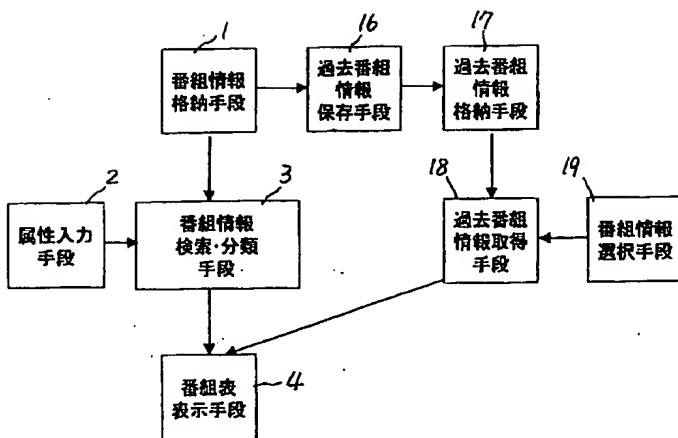 1
番組情報
格納手段
16
過去番組
情報
保存手段
17
過去番組
情報
格納手段
2
属性入力
手段
3
番組情報
検索・分類
手段
18
過去番組
情報取得
手段
19
番組情報
選択手段
番組表
表示手段
4